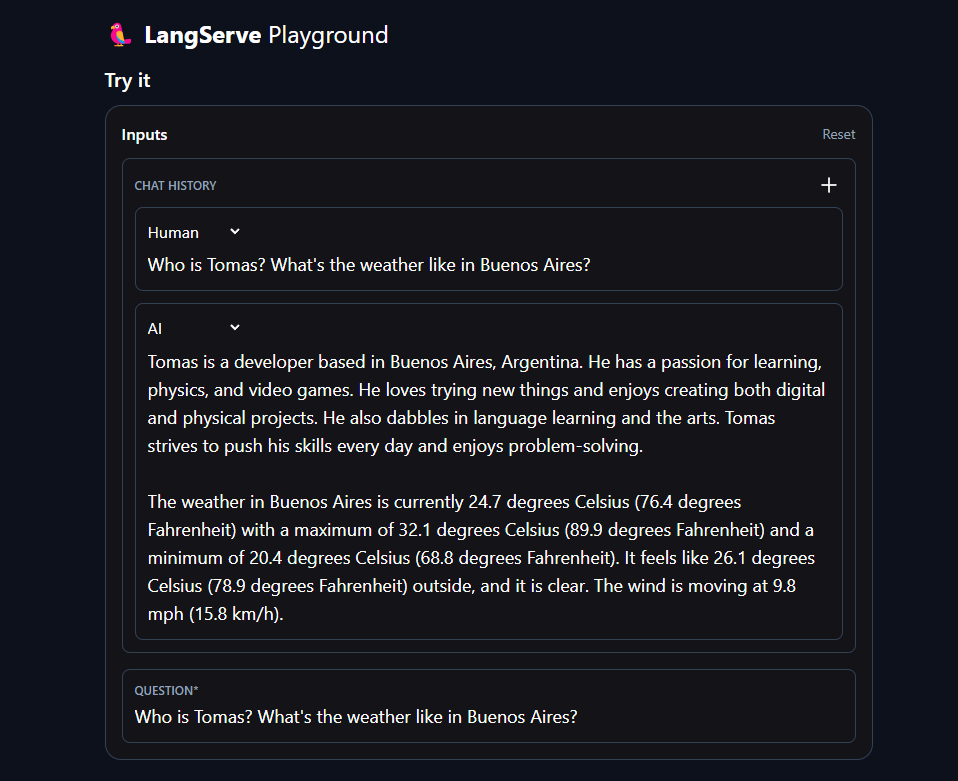 LangServe Playground
Try it
Inputs
Reset
CHAT HISTORY
Human
Who is Tomas? What's the weather like in Buenos Aires?
AI
Tomas is a developer based in Buenos Aires, Argentina. He has a passion for learning,
physics, and video games. He loves trying new things and enjoys creating both digital
and physical projects. He also dabbles in language learning and the arts. Tomas
strives to push his skills every day and enjoys problem-solving.
The weather in Buenos Aires is currently 24.7 degrees Celsius (76.4 degrees
Fahrenheit) with a maximum of 32.1 degrees Celsius (89.9 degrees Fahrenheit) and a
minimum of 20.4 degrees Celsius (68.8 degrees Fahrenheit). It feels like 26.1 degrees
Celsius (78.9 degrees Fahrenheit) outside, and it is clear. The wind is moving at 9.8
mph (15.8 km/h).
QUESTION*
Who is Tomas? What's the weather like in Buenos Aires?